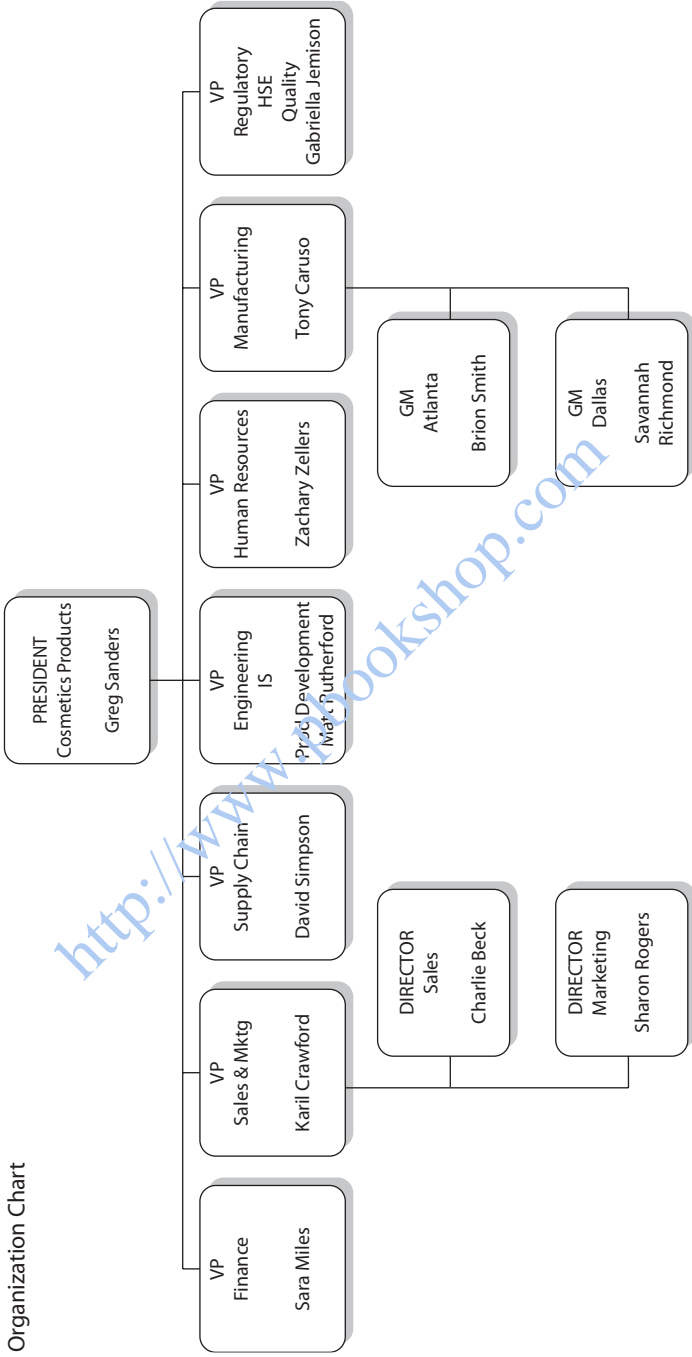 Organization Chart
PRESIDENT
Cosmetics Products
Greg Sanders
VP
Finance
Sara Miles
VP
Sales & Mktg
Karil Crawford
VP
Supply Chain
David Simpson
VP
Engineering
IS
Prod Development
Matt Rutherford
VP
Human Resources
Zachary Zellers
VP
Manufacturing
Tony Caruso
VP
Regulatory
HSE
Quality
Gabriella Jemison
DIRECTOR
Sales
Charlie Beck
DIRECTOR
Marketing
Sharon Rogers
GM
Atlanta
Brion Smith
GM
Dallas
Savannah
Richmond
http://www.pbookshop.com